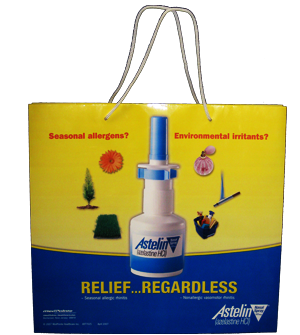 Seasonal allergens?
Environmental irritants?
Astelin
(azelastine HCl)
RELIEF...REGARDLESS
- Seasonal allergic rhinitis
- Nonallergic vasomotor rhinitis
Astelin
(azelastine HCl)